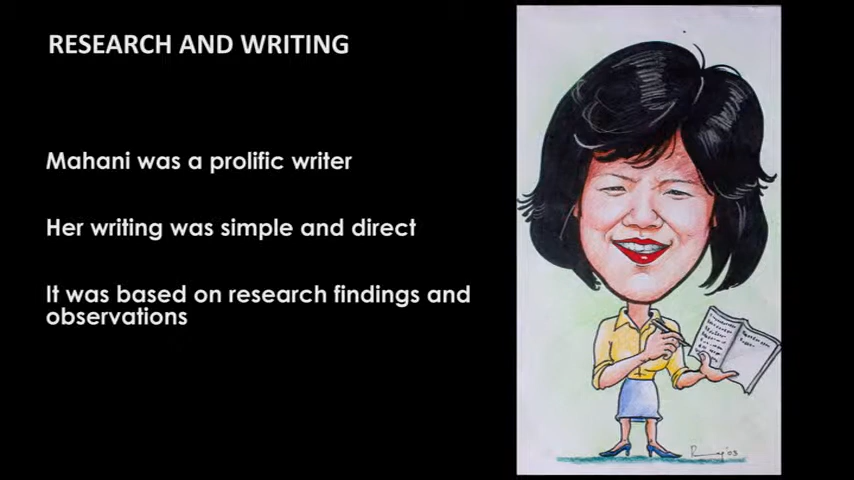 RESEARCH AND WRITING
Mahani was a prolific writer
Her writing was simple and direct
It was based on research findings and
observations